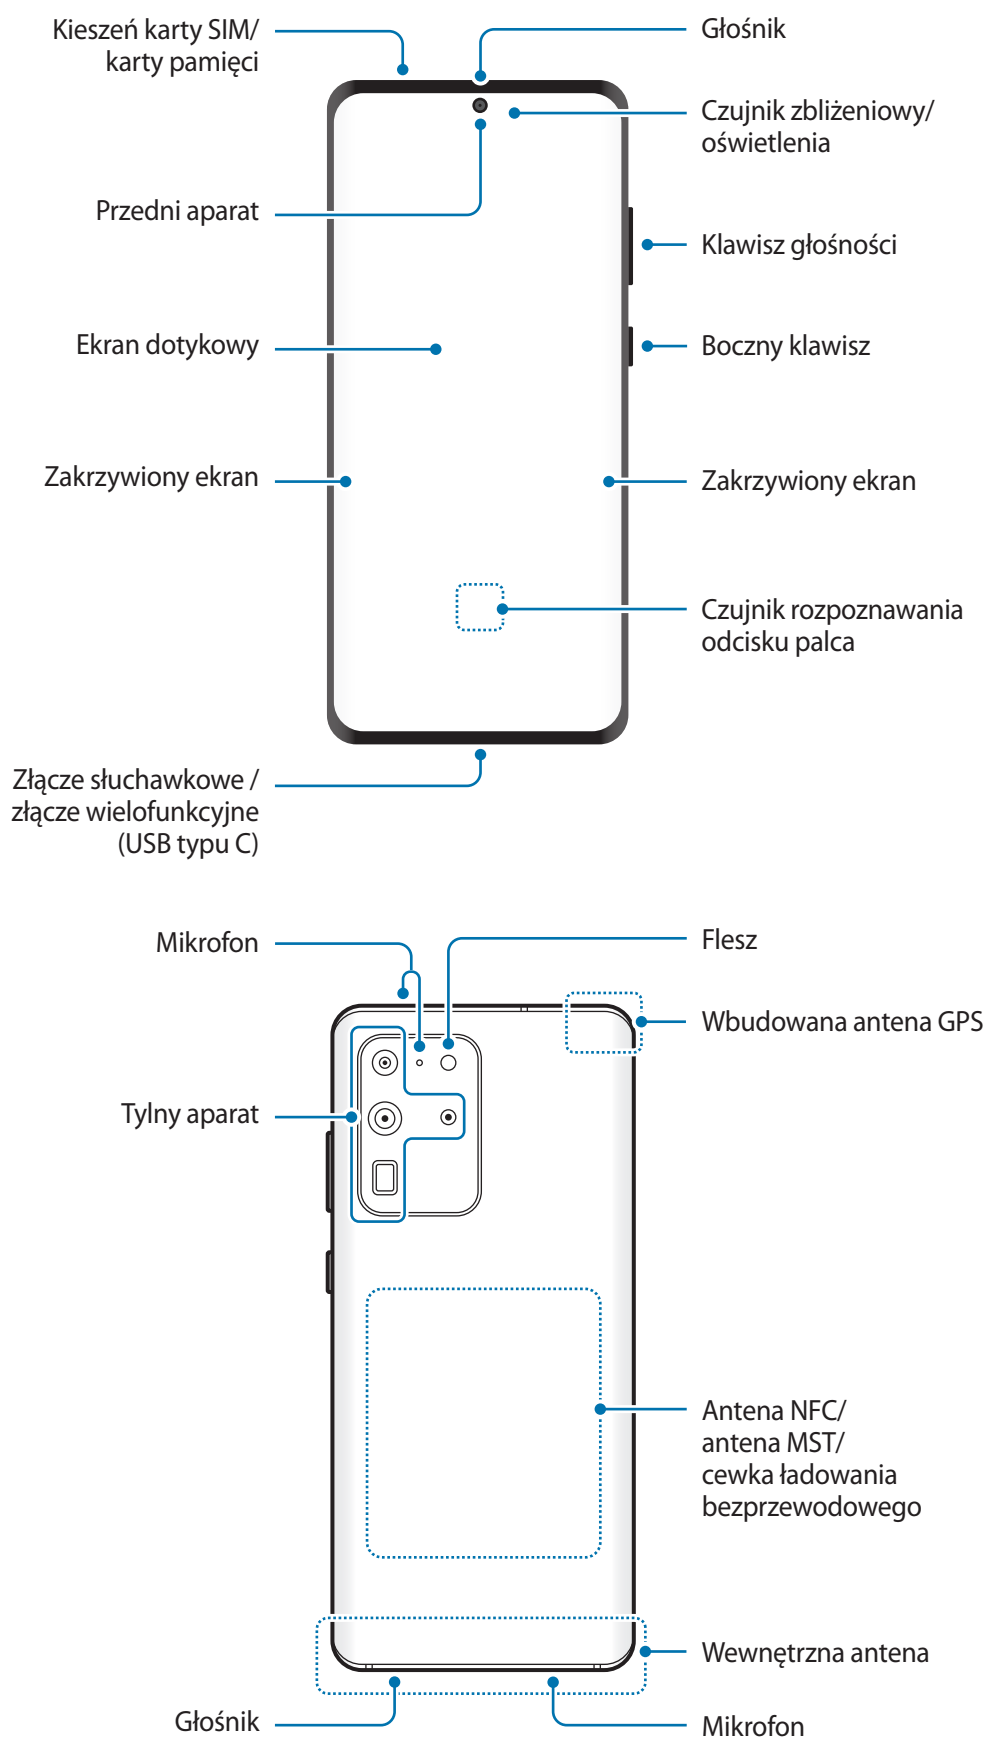 Kieszeń karty SIM/
karty pamięci
Głośnik
Czujnik zbliżeniowy/
oświetlenia
Przedni aparat
Klawisz głośności
Ekran dotykowy
Boczny klawisz
Zakrzywiony ekran
Zakrzywiony ekran
Czujnik rozpoznawania
odcisku palca
Złącze słuchawkowe /
złącze wielofunkcyjne
(USB typu C)
Mikrofon
Flesz
Wbudowana antena GPS
Tylny aparat
Antena NFC/
antena MST/
cewka ładowania
bezprzewodowego
Wewnętrzna antena
Głośnik
Mikrofon